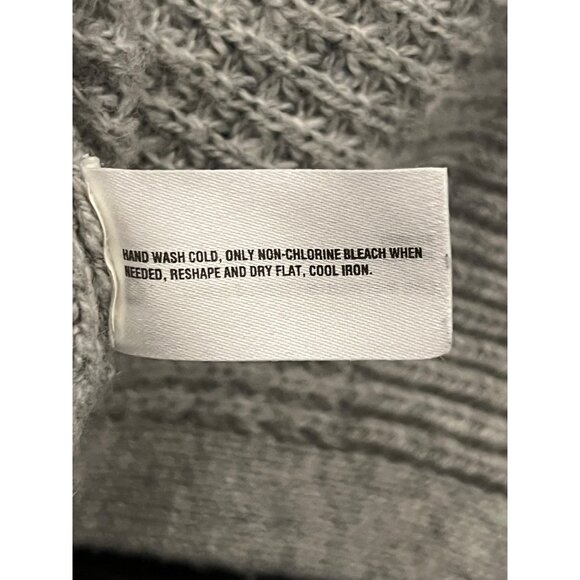 HAND WASH COLD, ONLY NON-CHLORINE BLEACH WHEN
NEEDED, RESHAPE AND DRY FLAT, COOL IRON.